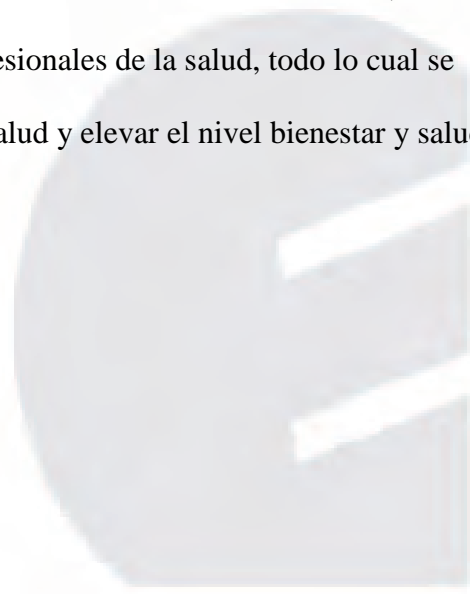 esionales de la salud, todo lo cual se
alud y elevar el nivel bienestar y salu